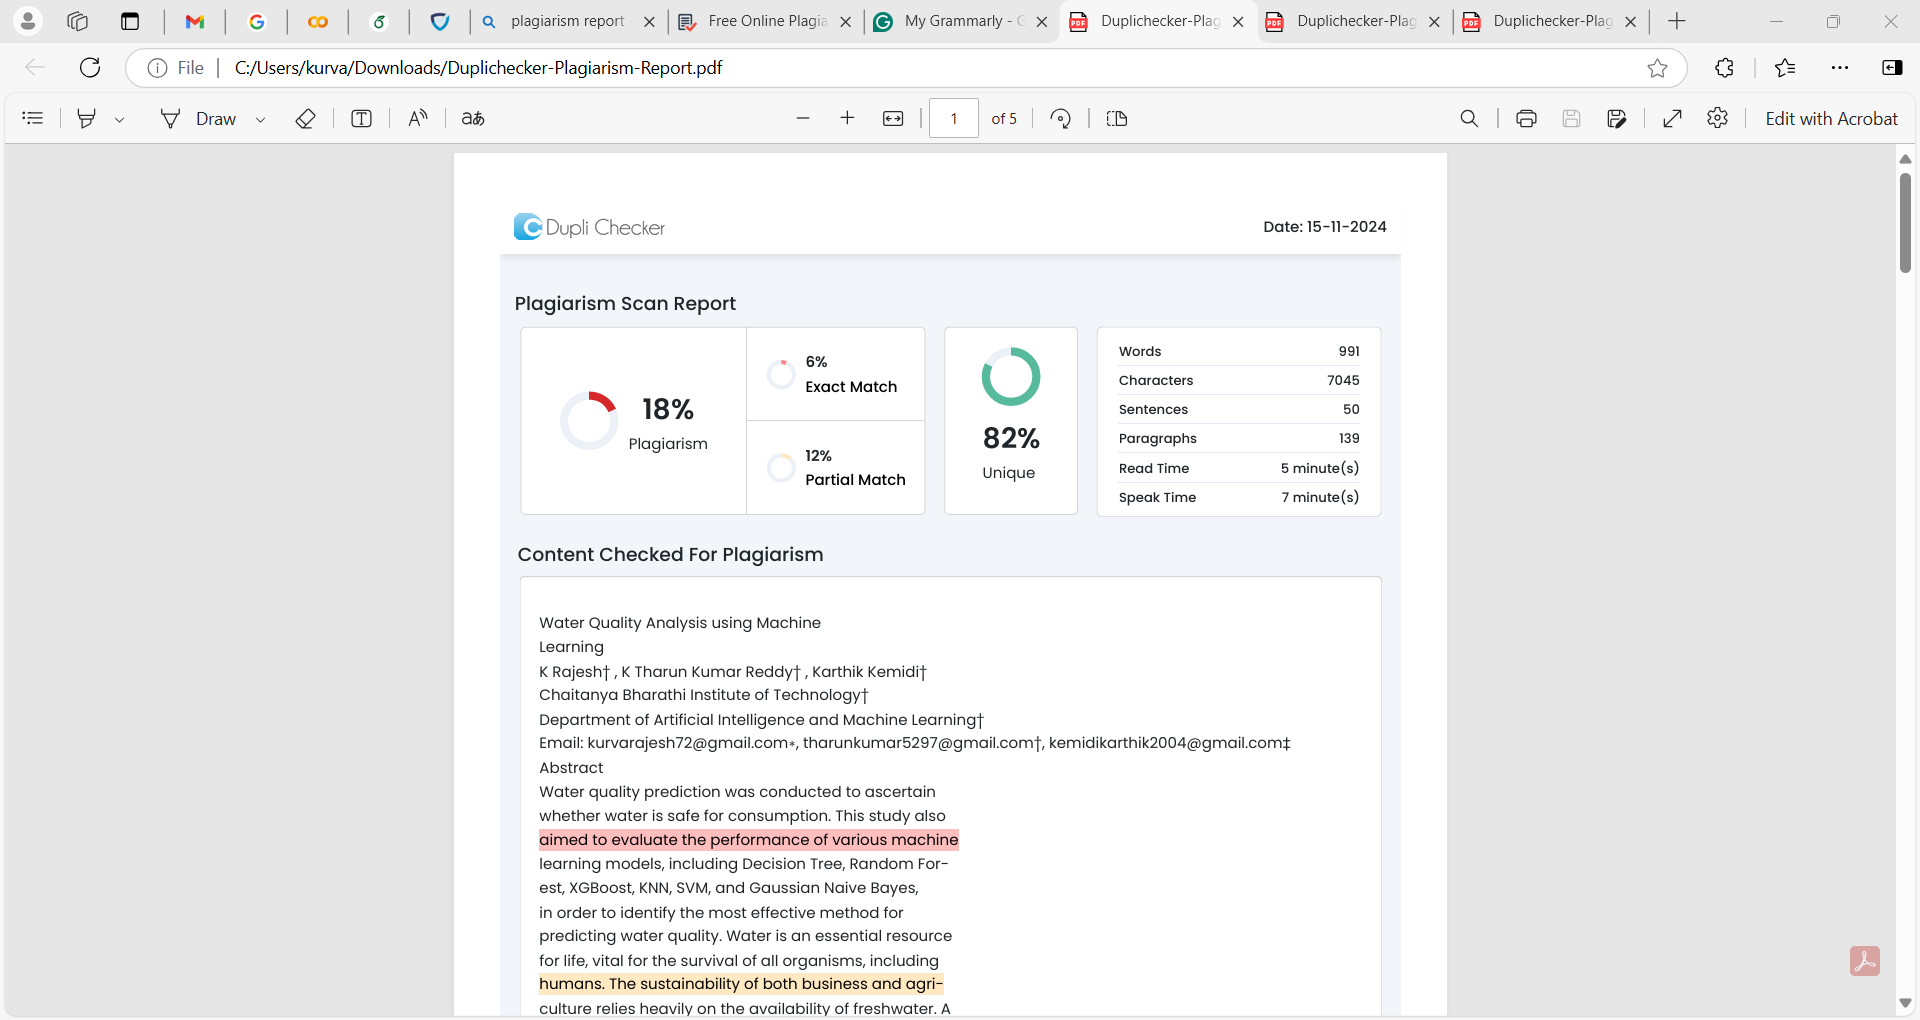 plagiarism report
Free Online Plagia
My Grammarly - G
Duplichecker-Plag
Duplichecker-Plag
Duplichecker-Plag
File
C:/Users/kurva/Downloads/Duplichecker-Plagiarism-Report.pdf
Draw
aあ
1 of 5
Edit with Acrobat
Dupli Checker
Date: 15-11-2024
Plagiarism Scan Report
18%
Plagiarism
6%
Exact Match
12%
Partial Match
82%
Unique
Words 991
Characters 7045
Sentences 50
Paragraphs 139
Read Time 5 minute(s)
Speak Time 7 minute(s)
Content Checked For Plagiarism
Water Quality Analysis using Machine
Learning
K Rajesh† , K Tharun Kumar Reddy† , Karthik Kemidi†
Chaitanya Bharathi Institute of Technology†
Department of Artificial Intelligence and Machine Learning†
Email: kurvarajesh72@gmail.com∗, tharunkumar5297@gmail.com†, kemidikarthik2004@gmail.com‡
Abstract
Water quality prediction was conducted to ascertain
whether water is safe for consumption. This study also
aimed to evaluate the performance of various machine
learning models, including Decision Tree, Random For-
est, XGBoost, KNN, SVM, and Gaussian Naive Bayes,
in order to identify the most effective method for
predicting water quality. Water is an essential resource
for life, vital for the survival of all organisms, including
humans. The sustainability of both business and agri-
culture relies heavily on the availability of freshwater. A